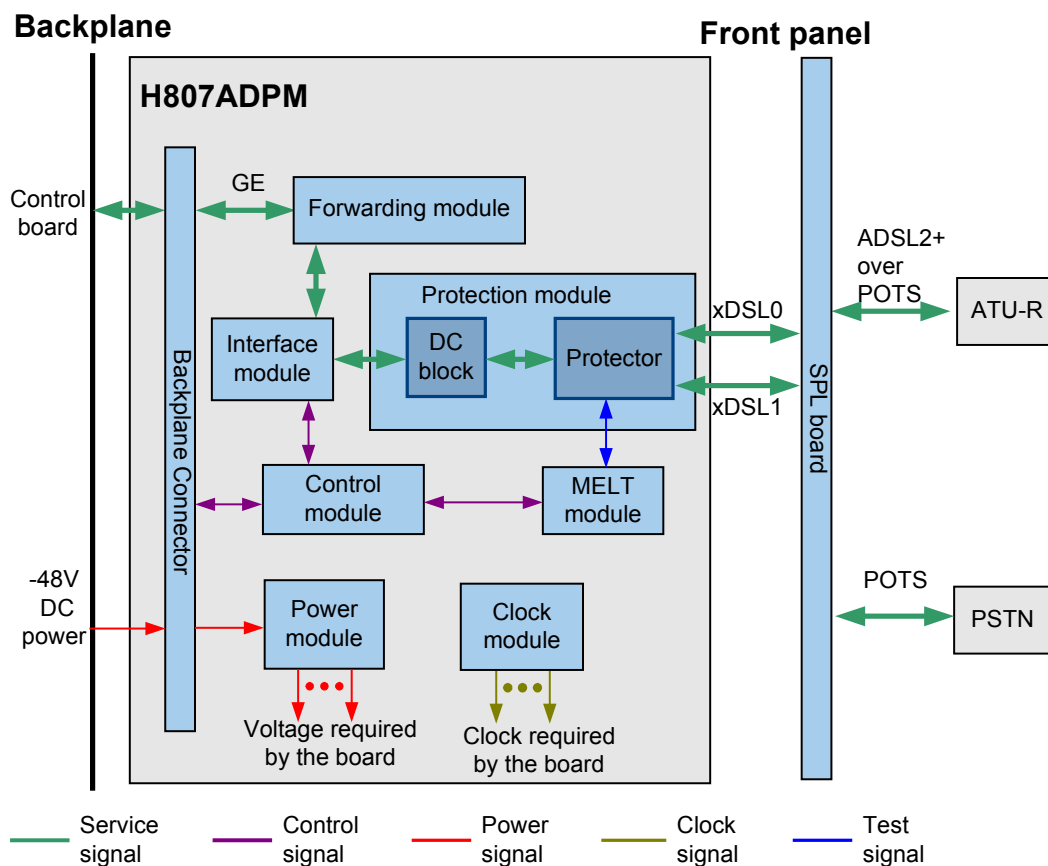 Backplane
Front panel
H807ADPM
Control
board
GE
Forwarding module
ADSL2+
over
POTS
Protection module
xDSL0
ATU-R
Interface
module
DC
block
Protector
xDSL1
Backplane Connector
SPL board
Control
module
MELT
module
-48V
DC
power
Power
module
Clock
module
POTS
PSTN
Voltage required
by the board
Clock required
by the board
Service
signal
Control
signal
Power
signal
Clock
signal
Test
signal